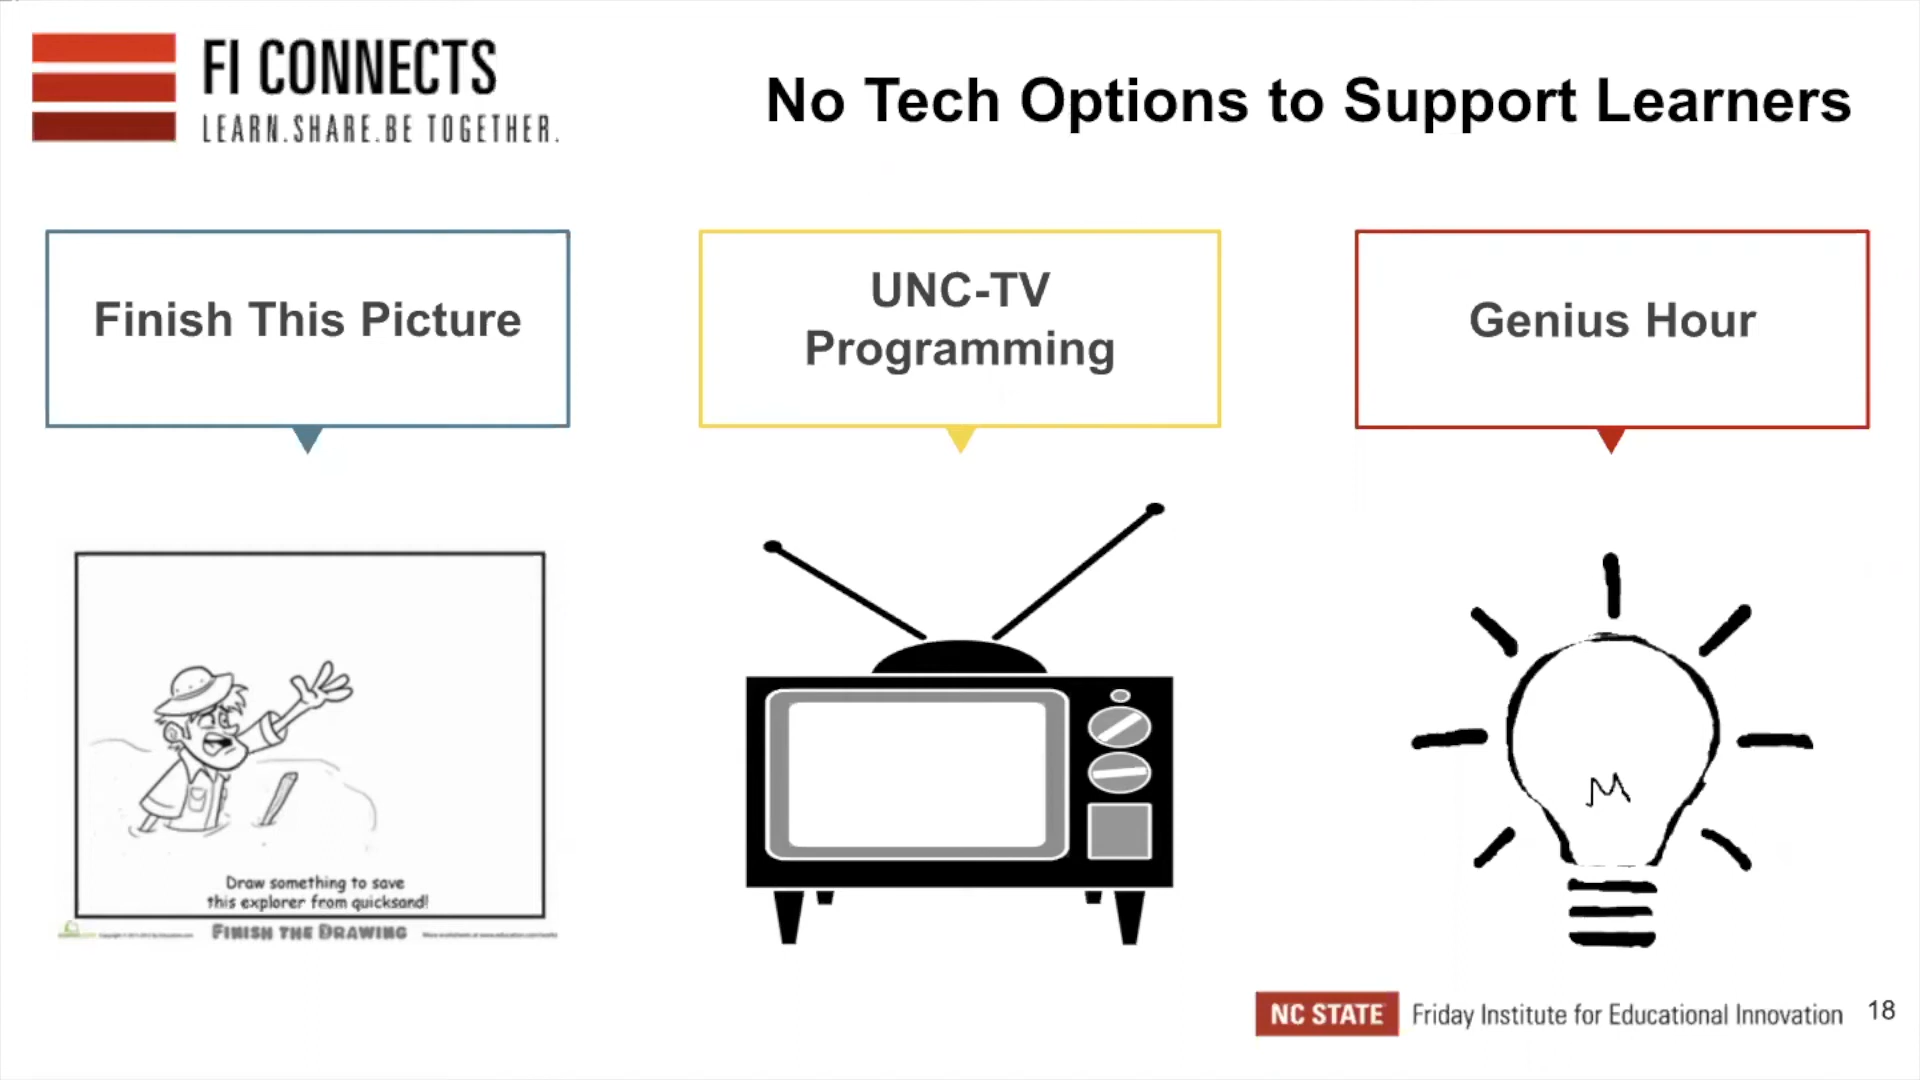 FI CONNECTS
LEARN.SHARE.BE TOGETHER.
No Tech Options to Support Learners
Finish This Picture
UNC-TV
Programming
Genius Hour
Draw something to save
this explorer from quicksand!
FINISH THE DRAWING
NC STATE Friday Institute for Educational Innovation 18